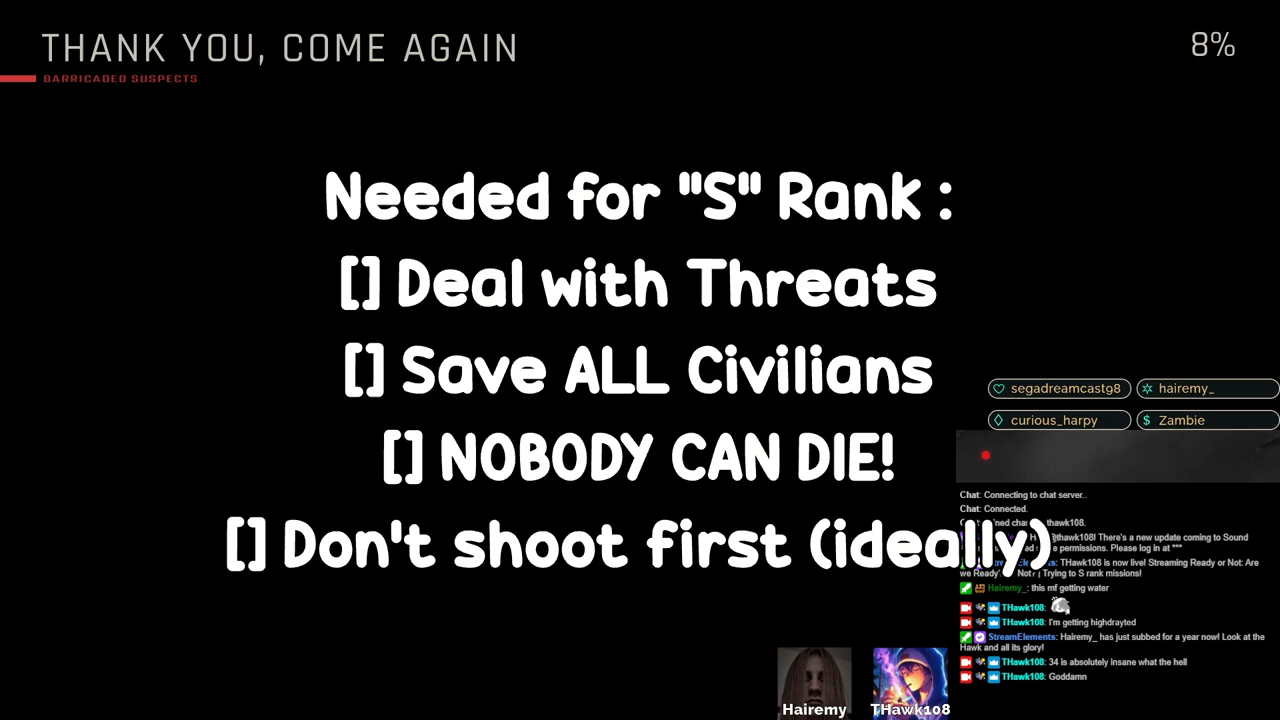 THANK YOU, COME AGAIN
8%
BARRICADED SUSPECTS
Needed for "S" Rank :
[] Deal with Threats
[] Save ALL Civilians
[] NOBODY CAN DIE!
[] Don't shoot first (ideally)
segadreamcast98
hairemy_
curious_harpy
Zambie
Chat: Connecting to chat server..
Chat: Connected.
thawk108.
thawk108! There's a new update coming to Sound
permissions. Please log in at ***
THawk108 is now live! Streaming Ready or Not: Are
we Ready Not? | Trying to S rank missions!
Hairemy_: this mf getting water
THawk108:
THawk108: I'm getting highdrayted
StreamElements: Hairemy_ has just subbed for a year now! Look at the
Hawk and all its glory!
THawk108: 34 is absolutely insane what the hell
THawk108: Goddamn
Hairemy
THawk108